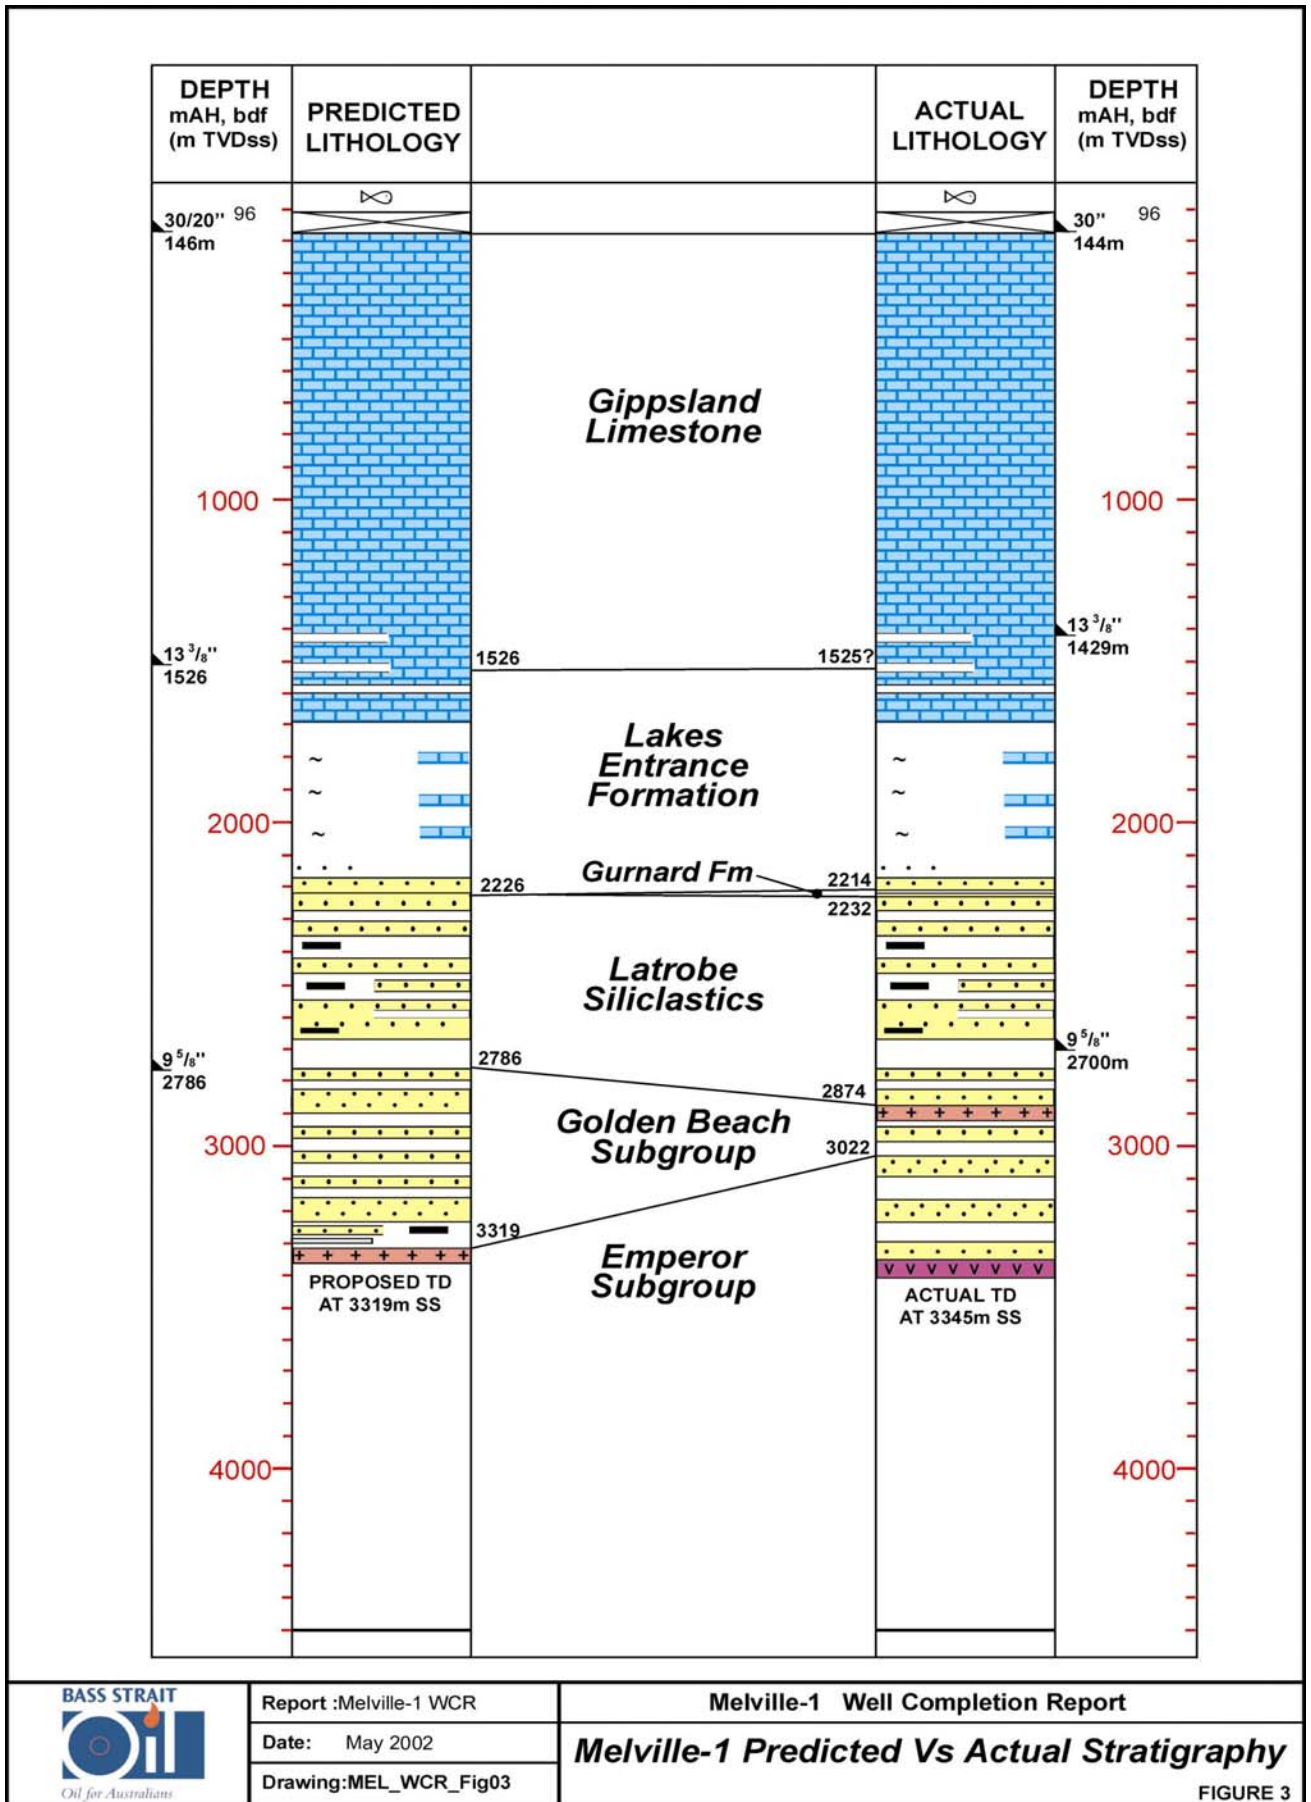 DEPTH
mAH, bdf
(m TVDss)
PREDICTED
LITHOLOGY
ACTUAL
LITHOLOGY
DEPTH
mAH, bdf
(m TVDss)
30/20" 96
146m
30" 96
144m
Gippsland
Limestone
1000
1000
13 3/8"
1429m
13 3/8"
1526
1526
1525?
Lakes
Entrance
Formation
~
~
~
~
~
~
2000
2000
Gurnard Fm
2226
2214
2232
Latrobe
Siliclastics
9 5/8"
2700m
9 5/8"
2786
2786
2874
Golden Beach
Subgroup
3000
3022
3000
3319
Emperor
Subgroup
+ + + + + + +
+ + + + + + +
V V V V V V V
PROPOSED TD
AT 3319m SS
ACTUAL TD
AT 3345m SS
4000
4000
BASS STRAIT
Oil
Oil for Australians
Report :Melville-1 WCR
Date: May 2002
Drawing:MEL_WCR_Fig03
Melville-1 Well Completion Report
Melville-1 Predicted Vs Actual Stratigraphy
FIGURE 3